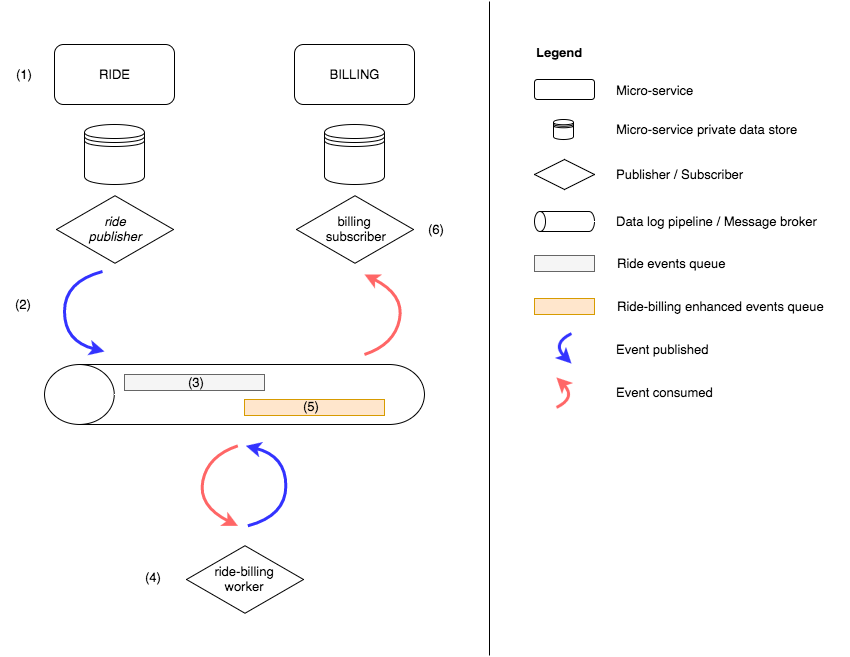 (1)
RIDE
BILLING
ride
publisher
billing
subscriber
(6)
(2)
(3)
(5)
(4)
ride-billing
worker
Legend
Micro-service
Micro-service private data store
Publisher / Subscriber
Data log pipeline / Message broker
Ride events queue
Ride-billing enhanced events queue
Event published
Event consumed